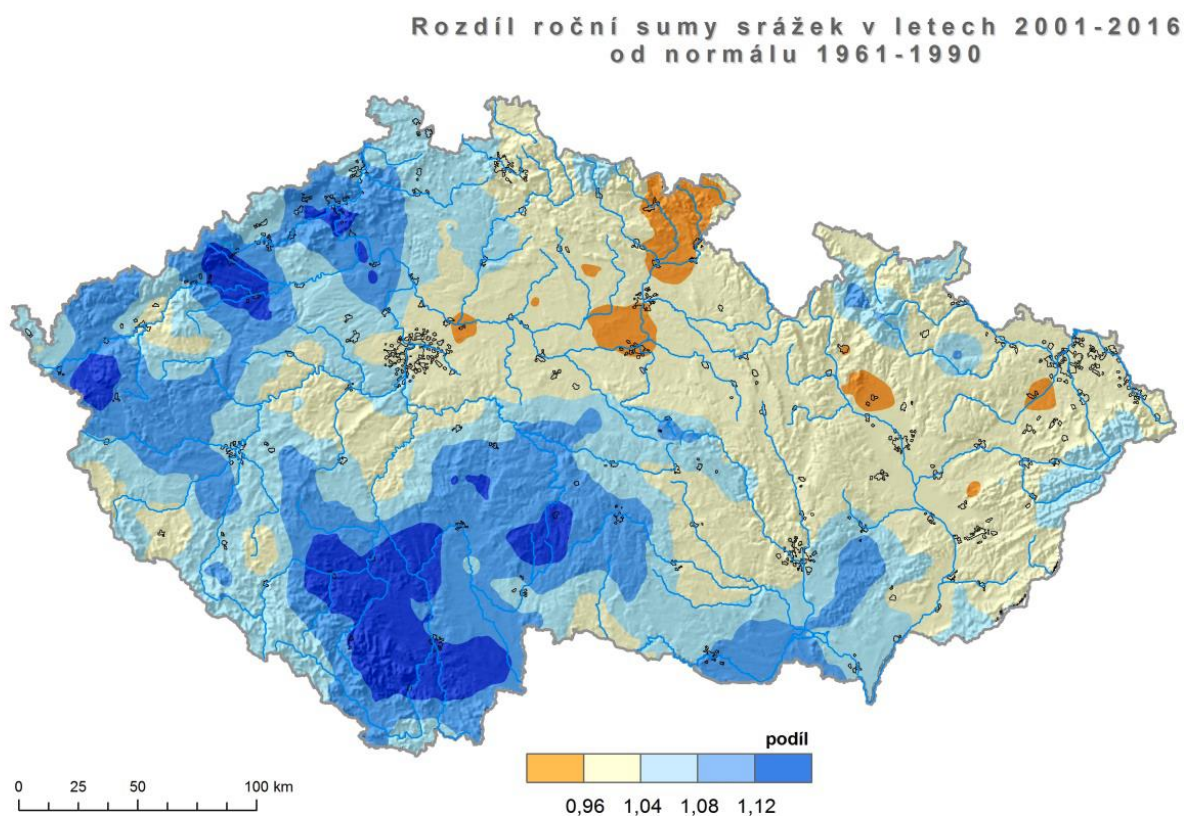 Rozdíl roční sumy srážek v letech 2001-2016
od normálu 1961-1990
podíl
0 25 50 100 km
0,96 1,04 1,08 1,12